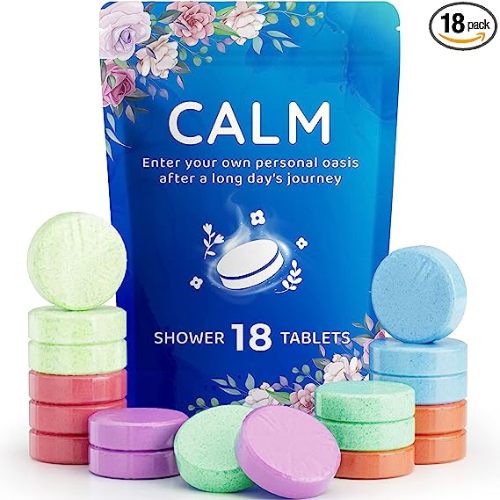 18 pack
CALM
Enter your own personal oasis
after a long day's journey
SHOWER 18 TABLETS